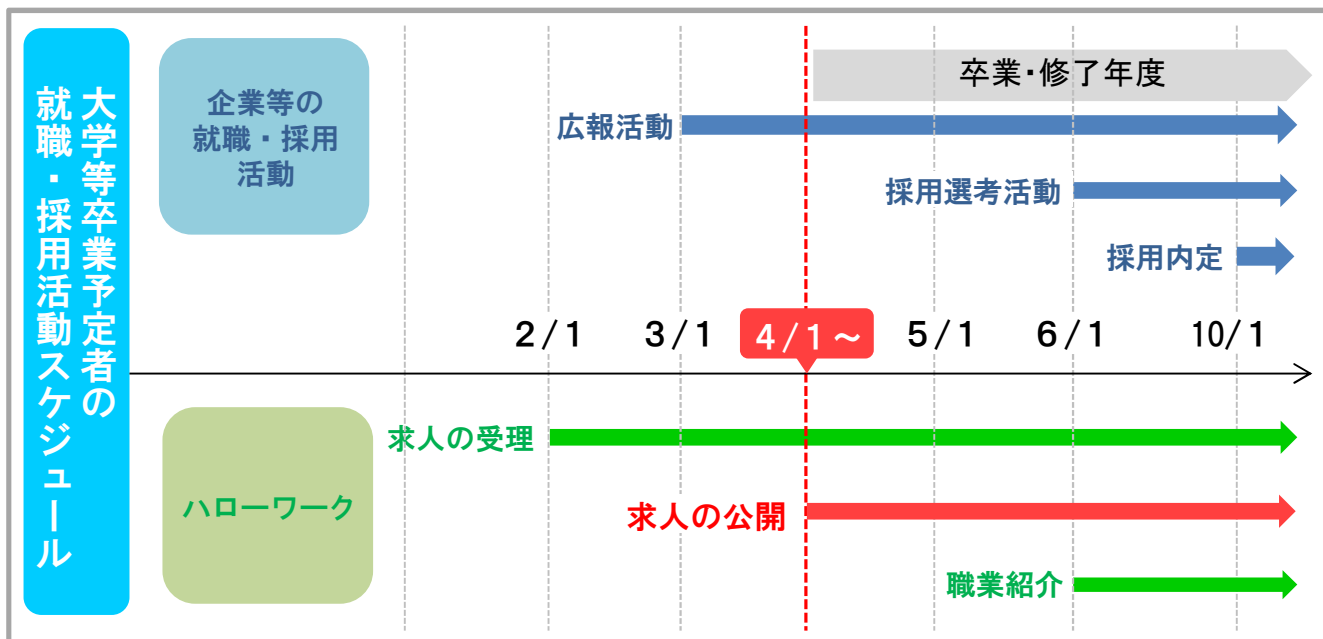 大学等卒業予定者の
就職・採用活動スケジュール
企業等の
就職・採用
活動
卒業・修了年度
広報活動
採用選考活動
採用内定
2/1
3/1
4/1～
5/1
6/1
10/1
ハローワーク
求人の受理
求人の公開
職業紹介